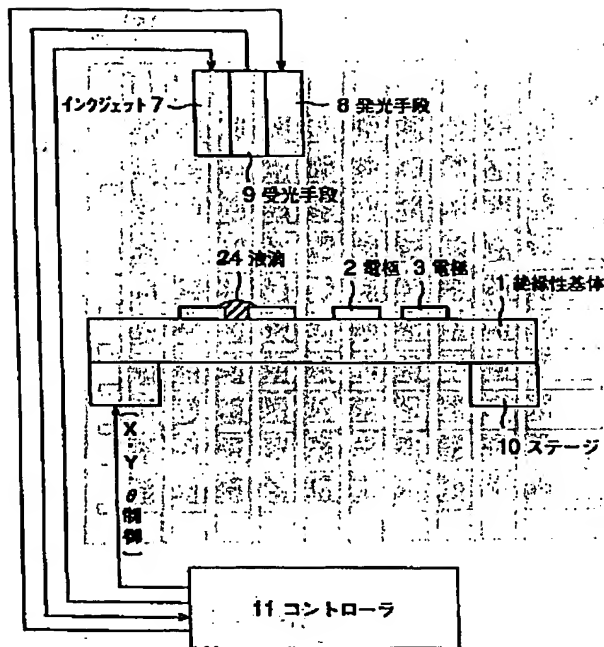 インクジェット 7
8 発光手段
9 受光手段
24 液滴
2 電極
3 電極
1 絶縁性基体
10 ステージ
(X Y θ 制御)
11 コントローラ